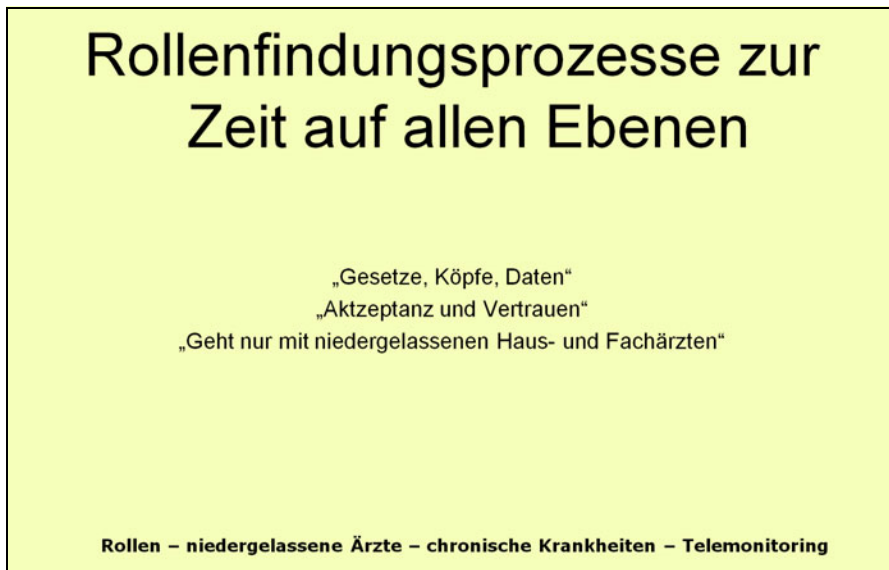 Rollenfindungsprozesse zur
Zeit auf allen Ebenen
„Gesetze, Köpfe, Daten“
„Aktzeptanz und Vertrauen“
„Geht nur mit niedergelassenen Haus- und Fachärzten“
Rollen – niedergelassene Ärzte – chronische Krankheiten – Telemonitoring